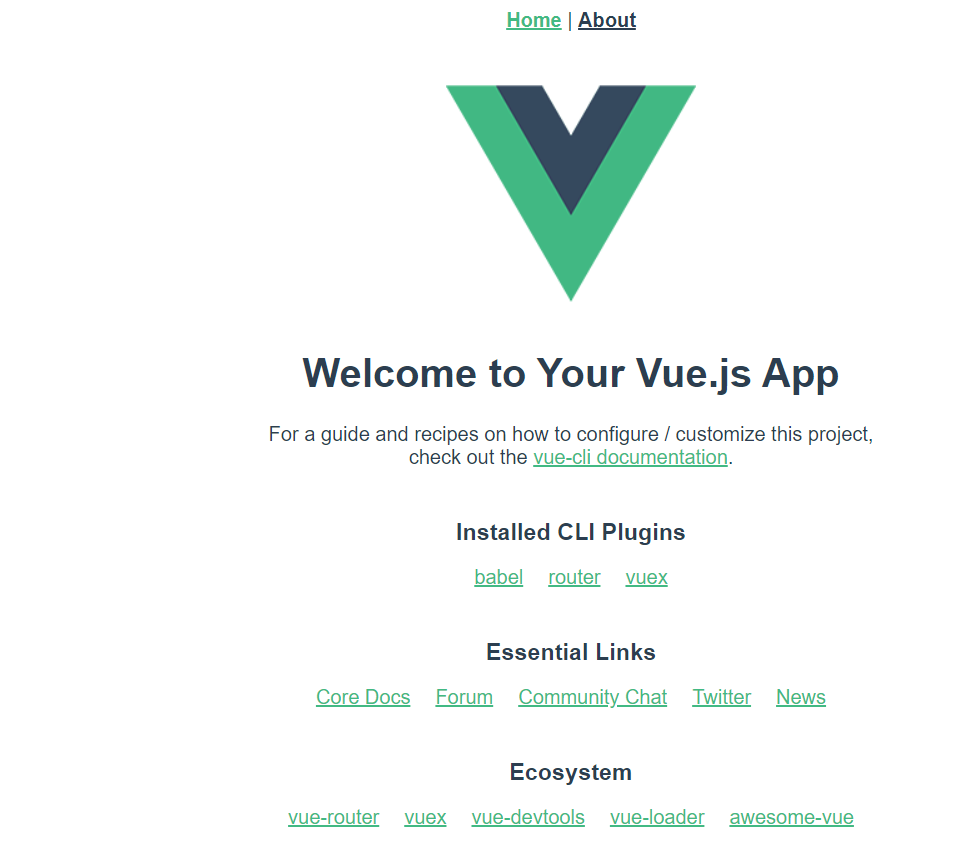 Home | About
Welcome to Your Vue.js App
For a guide and recipes on how to configure / customize this project,
check out the vue-cli documentation.
Installed CLI Plugins
babel router vuex
Essential Links
Core Docs Forum Community Chat Twitter News
Ecosystem
vue-router vuex vue-devtools vue-loader awesome-vue